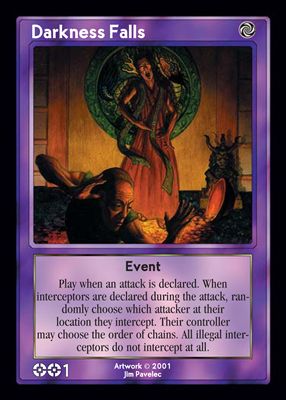 Darkness Falls
Event
Play when an attack is declared. When
interceptors are declared during the attack, ran-
domly choose which attacker at their
location they intercept. Their controller
may choose the order of chains. All illegal inter-
ceptors do not intercept at all.
1
Artwork © 2001
Jim Pavelec